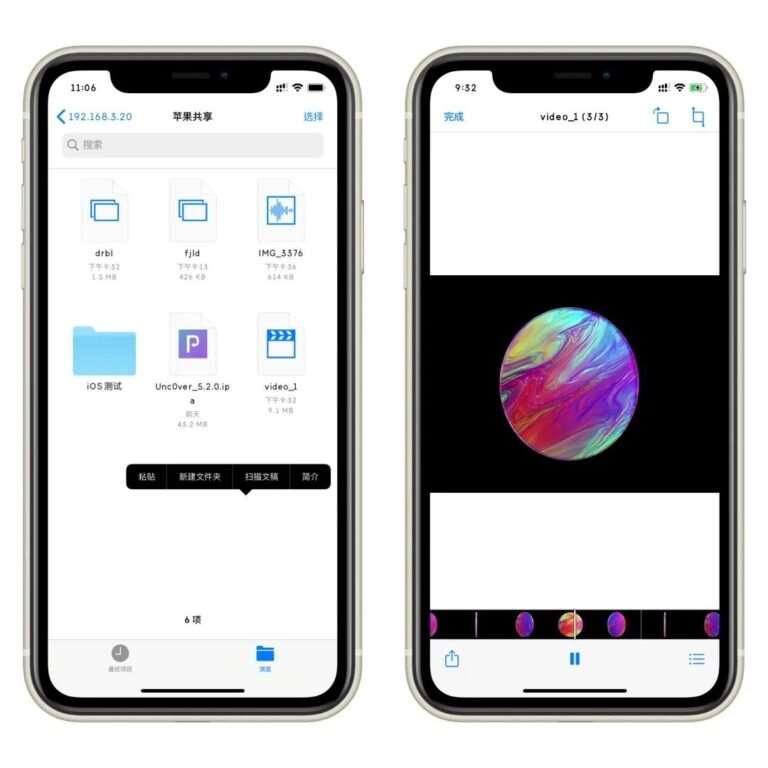 11:06
192.168.3.20
苹果共享
选择
搜索
drbl
下午9:32
1.5 MB
fjld
下午9:13
426 KB
IMG_3376
下午9:36
614 KB
iOS测试
Unc0ver_5.2.0.ip
a
前天
43.2 MB
video_1
下午9:32
9.1 MB
粘贴
新建文件夹
扫描文稿
简介
6 项
最近项目
浏览
9:32
完成
video_1 (3/3)